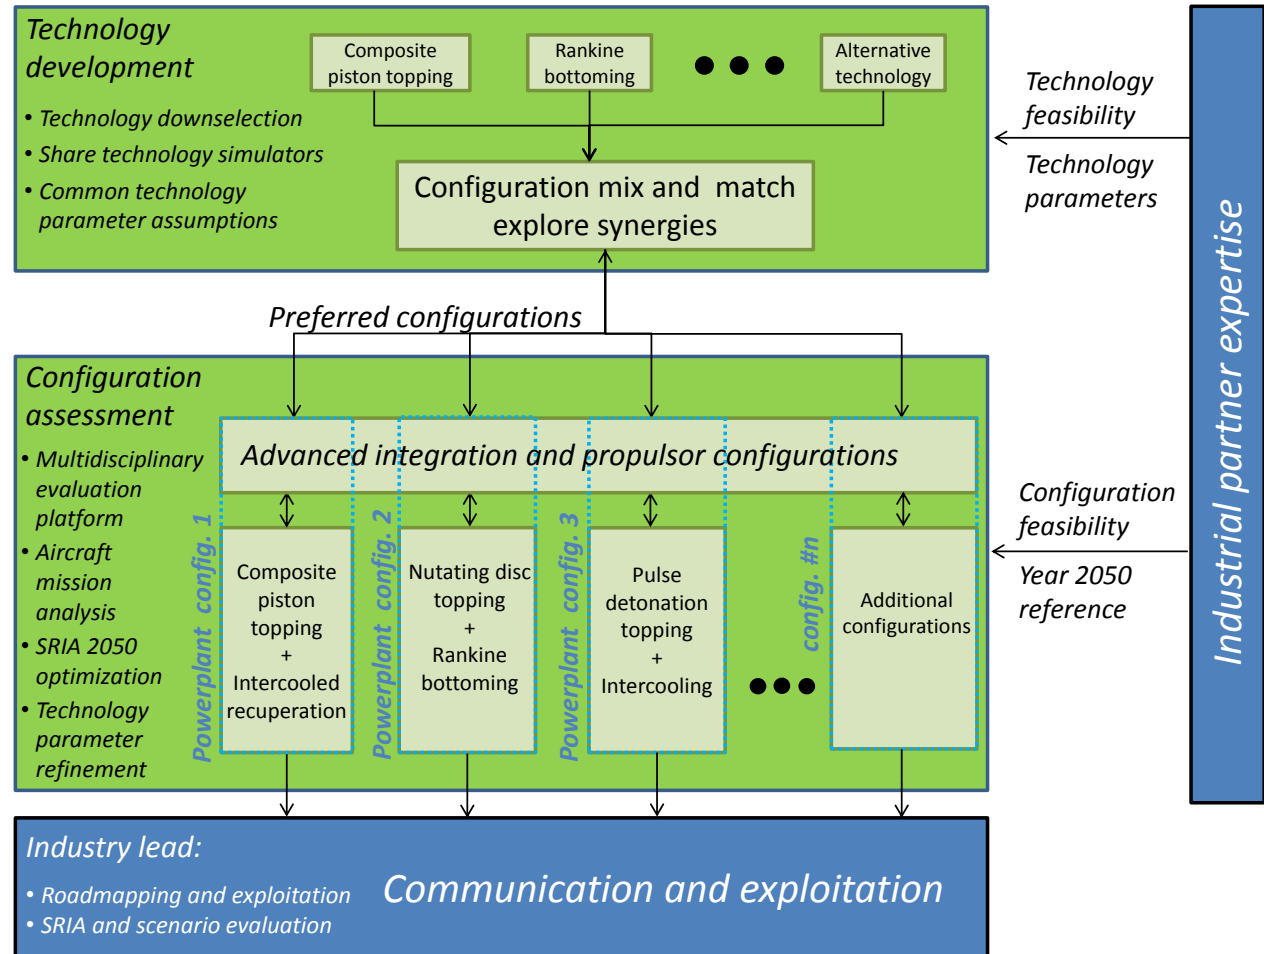 Technology
development
• Technology downselection
• Share technology simulators
• Common technology
parameter assumptions
Composite
piston topping
Rankine
bottoming
Alternative
technology
Configuration mix and match
explore synergies
Technology
feasibility
Technology
parameters
Industrial partner expertise
Preferred configurations
Configuration
assessment
• Multidisciplinary
evaluation
platform
• Aircraft
mission
analysis
• SRIA 2050
optimization
• Technology
parameter
refinement
Advanced integration and propulsor configurations
Powerplant config. 1
Composite
piston
topping
+
Intercooled
recuperation
Powerplant config. 2
Nutating disc
topping
+
Rankine
bottoming
Powerplant config. 3
Pulse
detonation
topping
+
Intercooling
config. #n
Additional
configurations
Configuration
feasibility
Year 2050
reference
Industry lead:
• Roadmapping and exploitation
• SRIA and scenario evaluation
Communication and exploitation